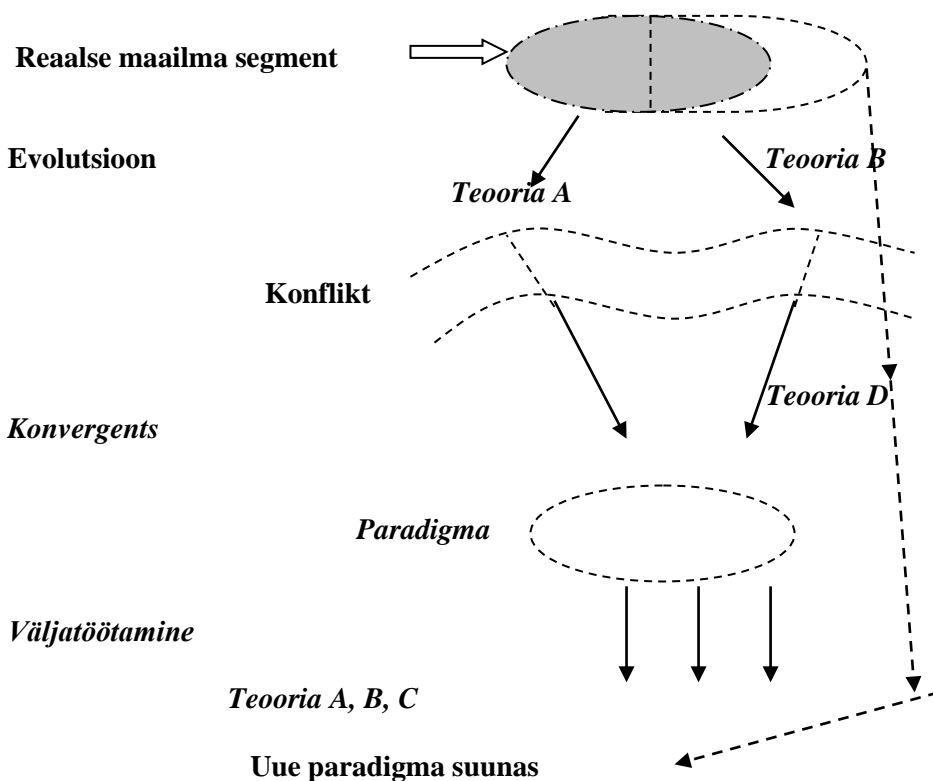 Reaalse maailma segment
Evolutsioon
Teooria B
Teooria A
Konflikt
Teooria D
Konvergents
Paradigma
Väljatöötamine
Teooria A, B, C
Uue paradigma suunas